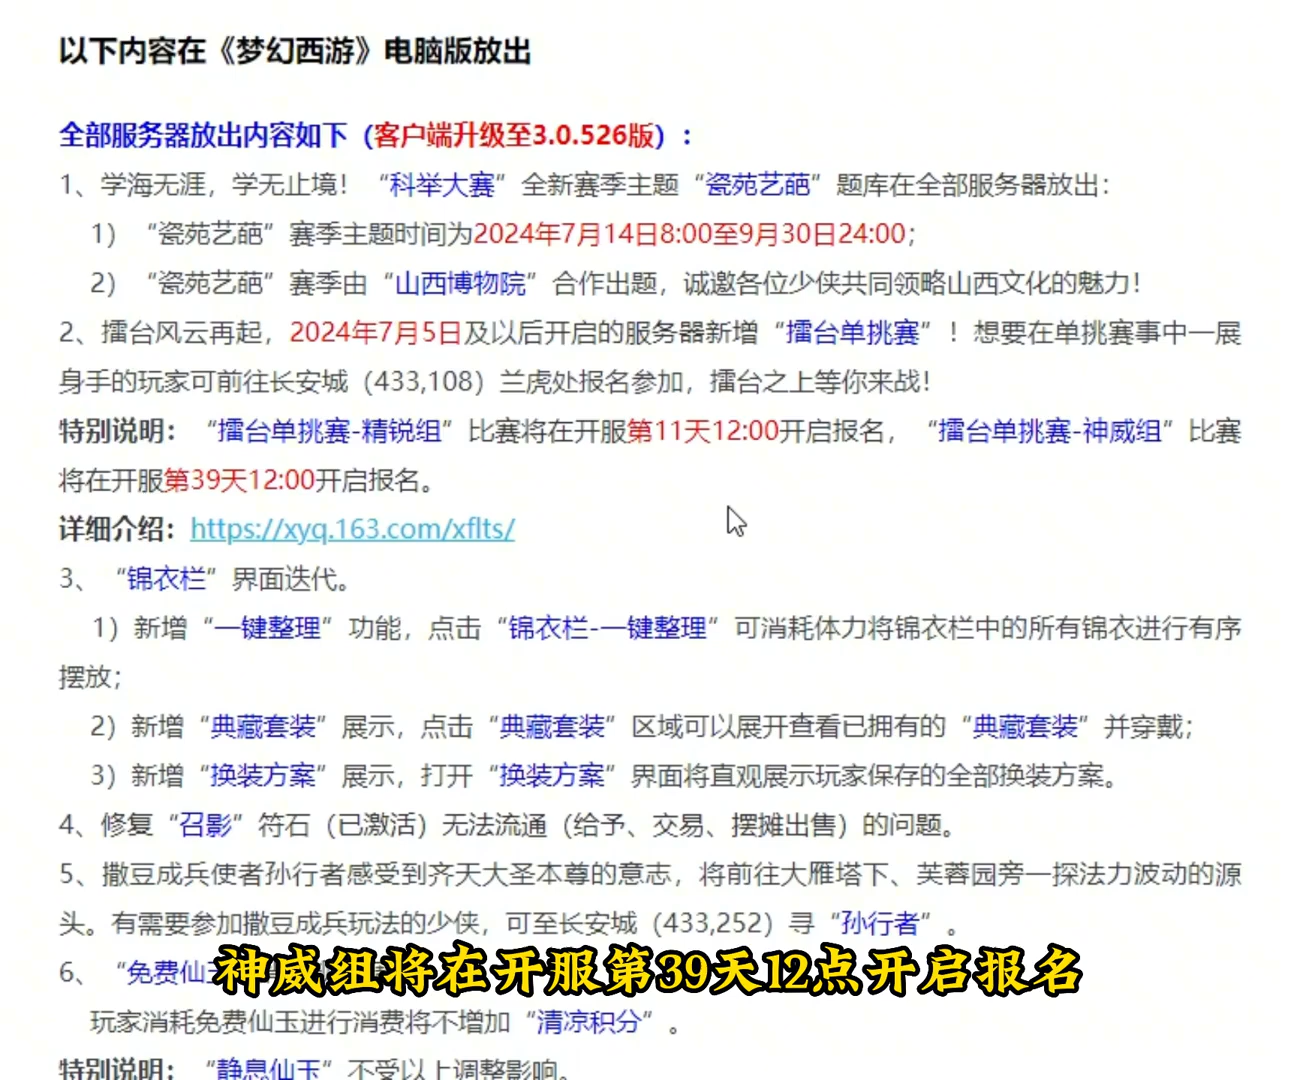 以下内容在《梦幻西游》电脑版放出
全部服务器放出内容如下（客户端升级至3.0.526版）：
1、学海无涯，学无止境！“科举大赛”全新赛季主题“瓷苑艺葩”题库在全部服务器放出：
1）“瓷苑艺葩”赛季主题时间为2024年7月14日8:00至9月30日24:00；
2）“瓷苑艺葩”赛季由“山西博物院”合作出题，诚邀各位少侠共同领略山西文化的魅力！
2、擂台风云再起，2024年7月5日及以后开启的服务器新增“擂台单挑赛”！想要在单挑赛事中一展
身手的玩家可前往长安城（433,108）兰虎处报名参加，擂台之上等你来战！
特别说明：“擂台单挑赛-精锐组”比赛将在开服第11天12:00开启报名，“擂台单挑赛-神威组”比赛
将在开服第39天12:00开启报名。
详细介绍：https://xyq.163.com/xflts/
3、“锦衣栏”界面迭代。
1）新增“一键整理”功能，点击“锦衣栏-一键整理”可消耗体力将锦衣栏中的所有锦衣进行有序
摆放；
2）新增“典藏套装”展示，点击“典藏套装”区域可以展开查看已拥有的“典藏套装”并穿戴；
3）新增“换装方案”展示，打开“换装方案”界面将直观展示玩家保存的全部换装方案。
4、修复“召影”符石（已激活）无法流通（给予、交易、摆摊出售）的问题。
5、撒豆成兵使者孙行者感受到齐天大圣本尊的意志，将前往大雁塔下、芙蓉园旁一探法力波动的源
头。有需要参加撒豆成兵玩法的少侠，可至长安城（433,252）寻“孙行者”。
6、“免费仙
神威组将在开服第39天12点开启报名
玩家消耗免费仙玉进行消费将不增加“清凉积分”。
特别说明：“静息仙玉”不受以上调整影响。